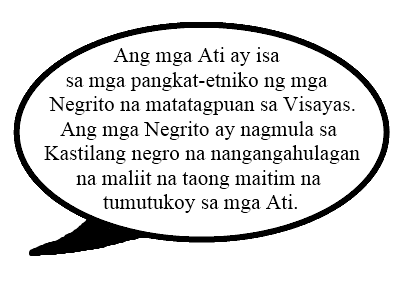 Ang mga Ati ay isa
sa mga pangkat-etniko ng mga
Negrito na matatagpuan sa Visayas.
Ang mga Negrito ay nagmula sa
Kastilang negro na nangangahulagan
na maliit na taong maitim na
tumutukoy sa mga Ati.